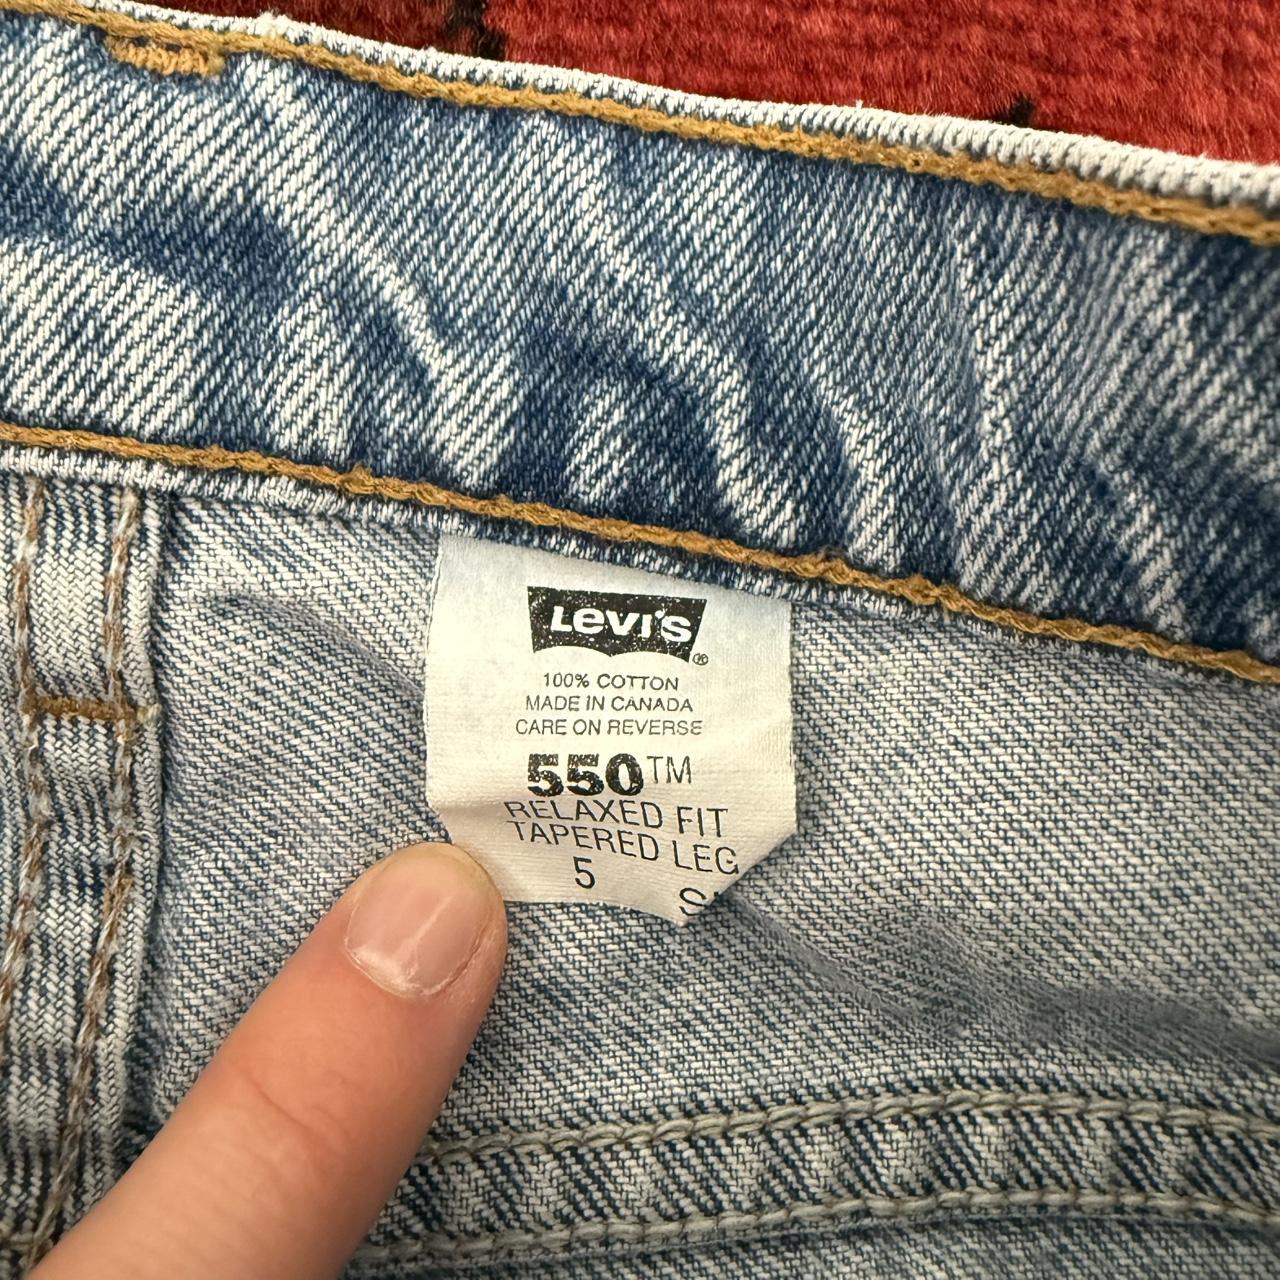 Levi's®
100% COTTON
MADE IN CANADA
CARE ON REVERSE
550™
RELAXED FIT
TAPERED LEG
5